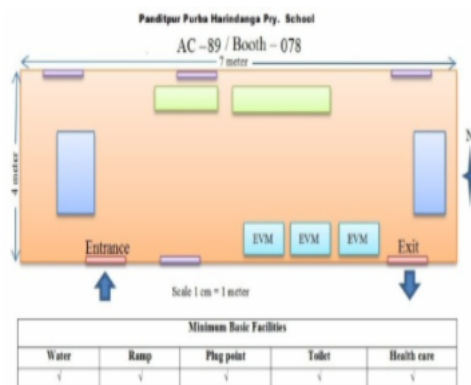 Panditpur Purba Harindanga Pry. School
AC –89 / Booth –078
7 meter
4 meter
N
EVM EVM EVM
Entrance
Exit
Scale 1 cm = 1 meter
Minimum Basic Facilities
Water Ramp Plug point Toilet Health care
√ √ √ √ √